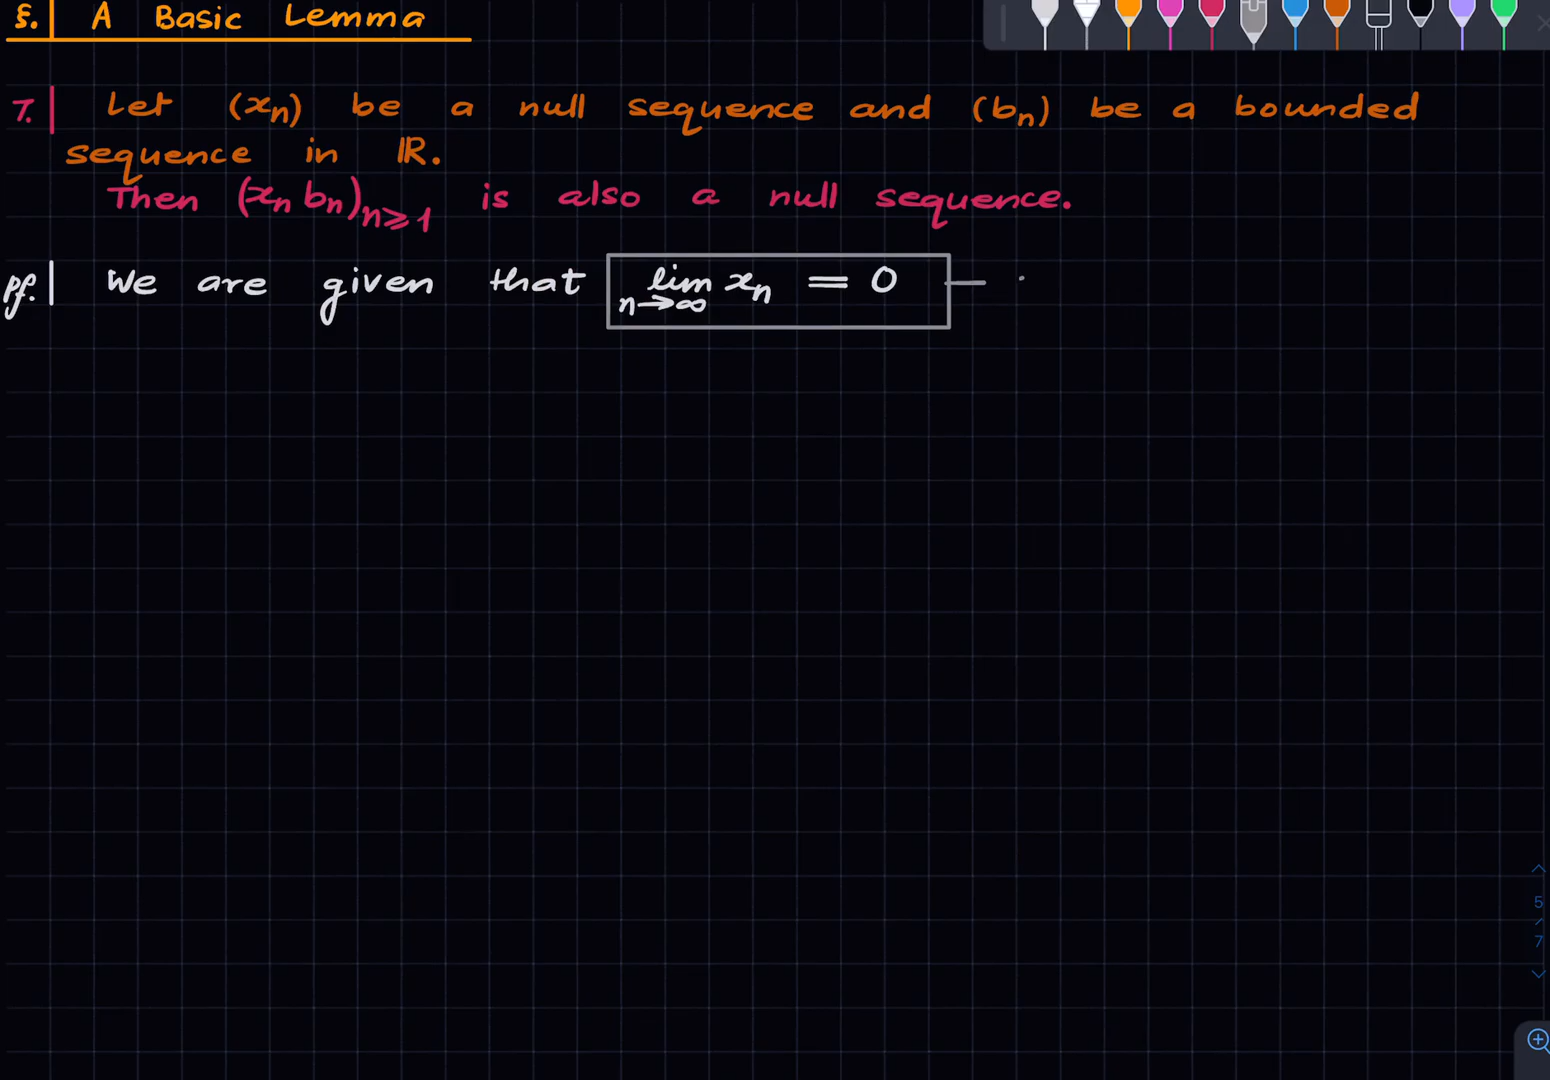 §. A Basic Lemma
T. Let (xₙ) be a null sequence and (bₙ) be a bounded
sequence in ℝ.
Then (xₙ bₙ)ₙ≥₁ is also a null sequence.
pf. We are given that lim xₙ = 0 —
n→∞
5
7